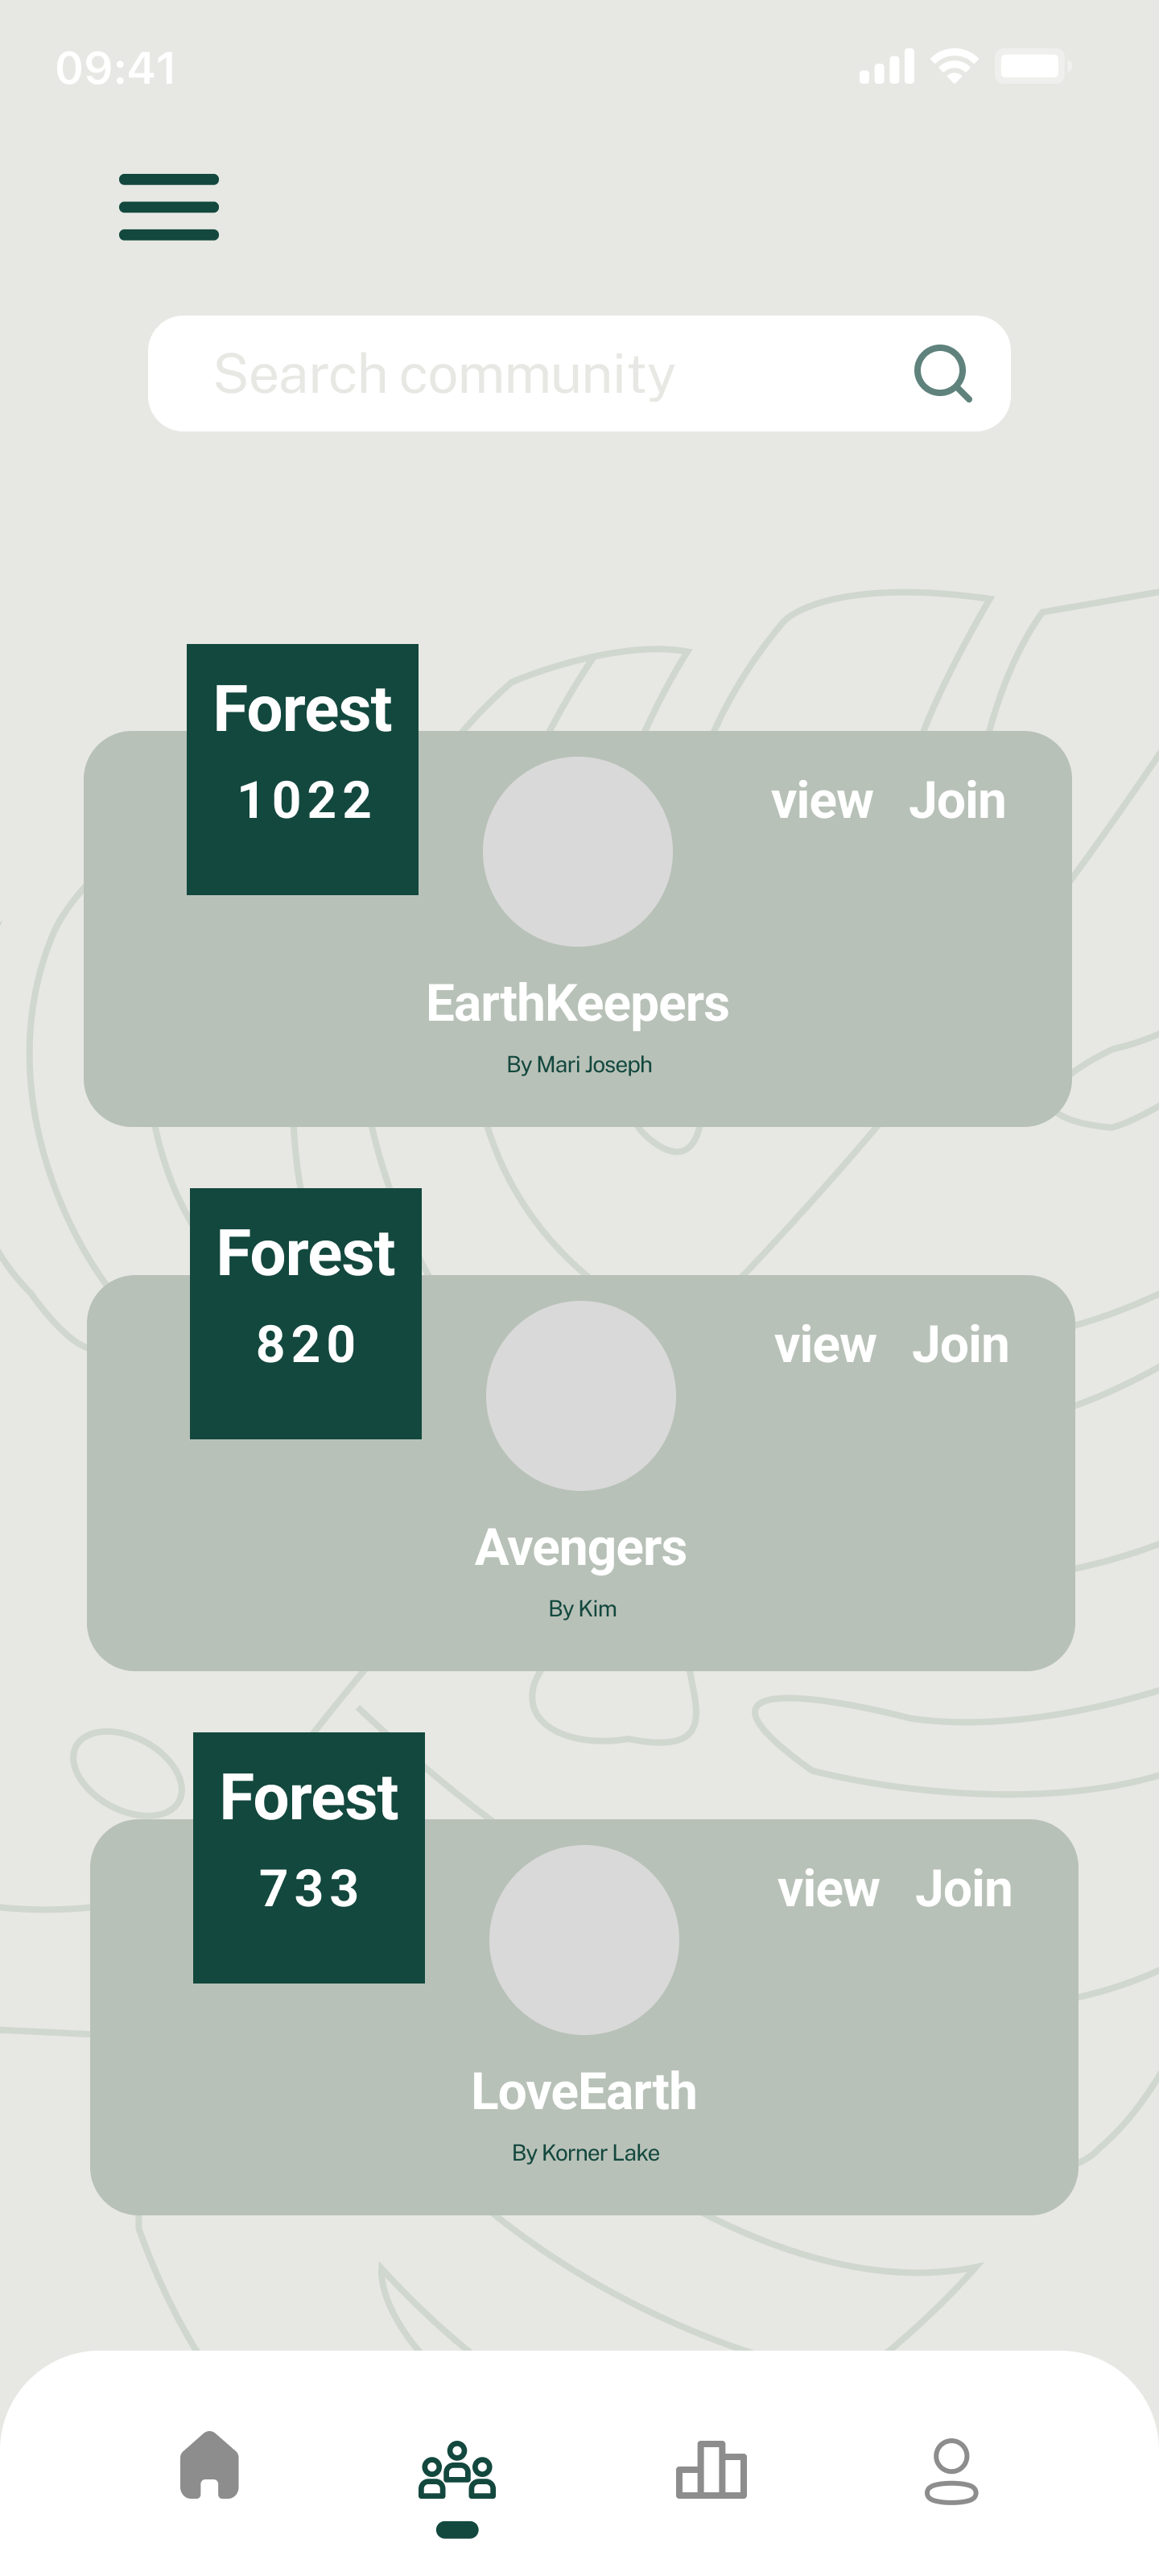 09:41
Search community
Forest
1022
view Join
EarthKeepers
By Mari Joseph
Forest
820
view Join
Avengers
By Kim
Forest
733
view Join
LoveEarth
By Korner Lake